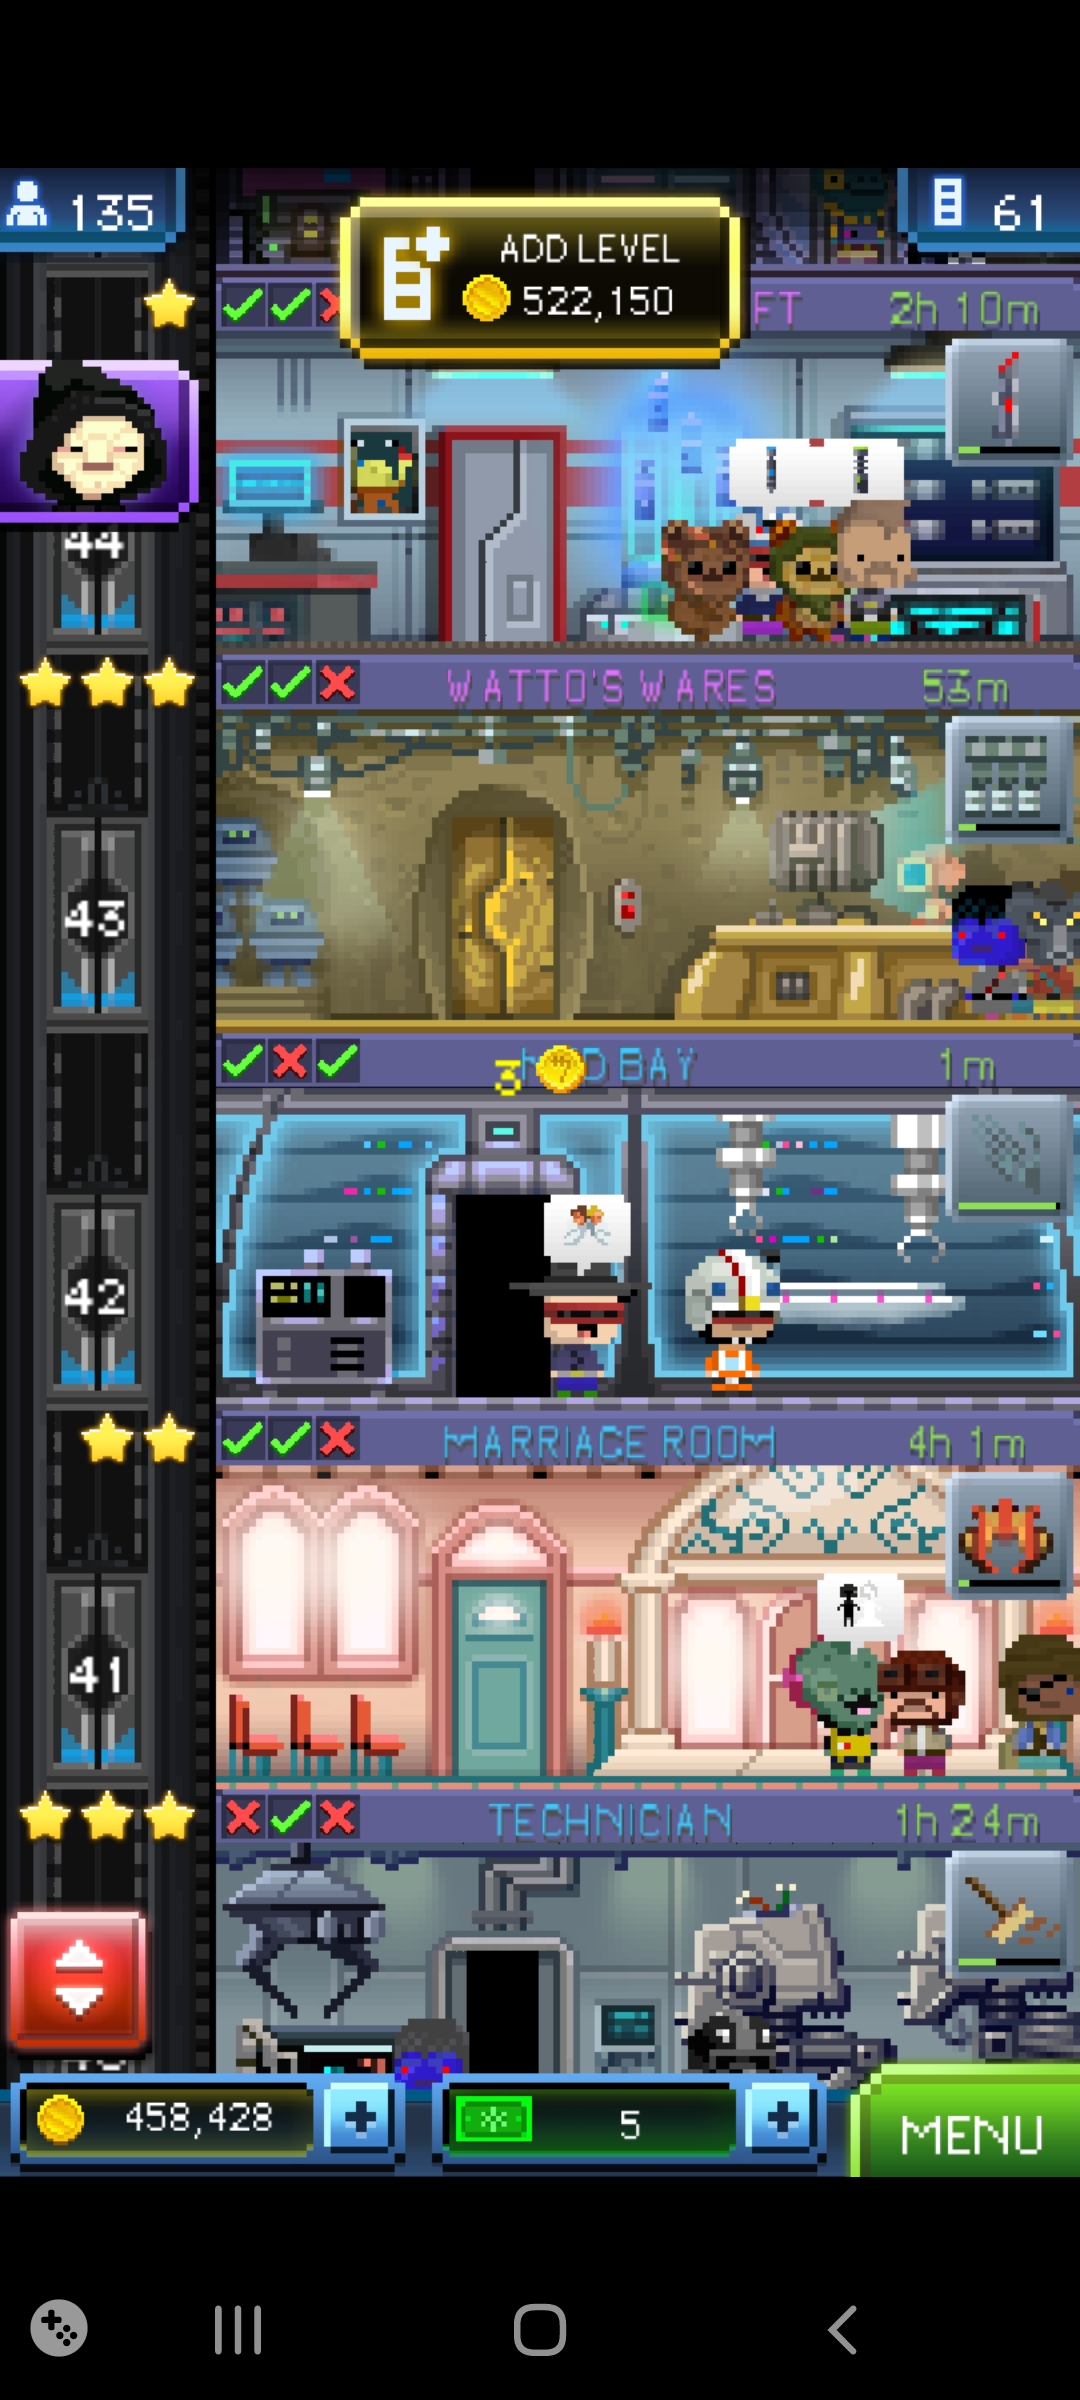 135
61
ADD LEVEL
522,150
FT 2h 10m
44
WATTO'S WARES 53m
43
3 D BAY 1m
42
MARRIAGE ROOM 4h 1m
41
TECHNICIAN 1h 24m
458,428
5
MENU